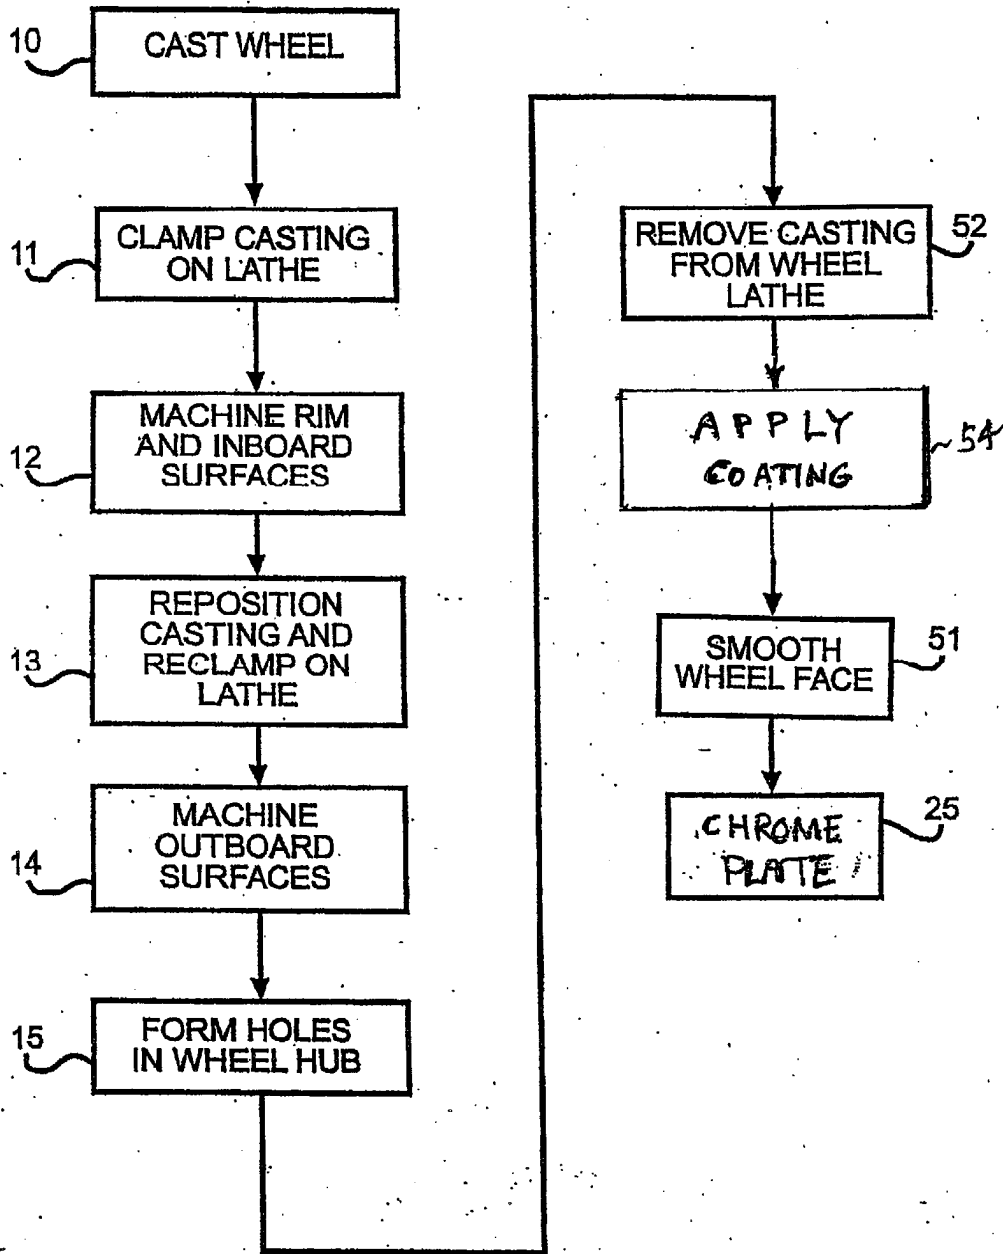 10
CAST WHEEL
11
CLAMP CASTING
ON LATHE
12
MACHINE RIM
AND INBOARD
SURFACES
13
REPOSITION
CASTING AND
RECLAMP ON
LATHE
14
MACHINE
OUTBOARD
SURFACES
15
FORM HOLES
IN WHEEL HUB
52
REMOVE CASTING
FROM WHEEL
LATHE
APPLY
COATING
54
51
SMOOTH
WHEEL FACE
25
CHROME
PLATE